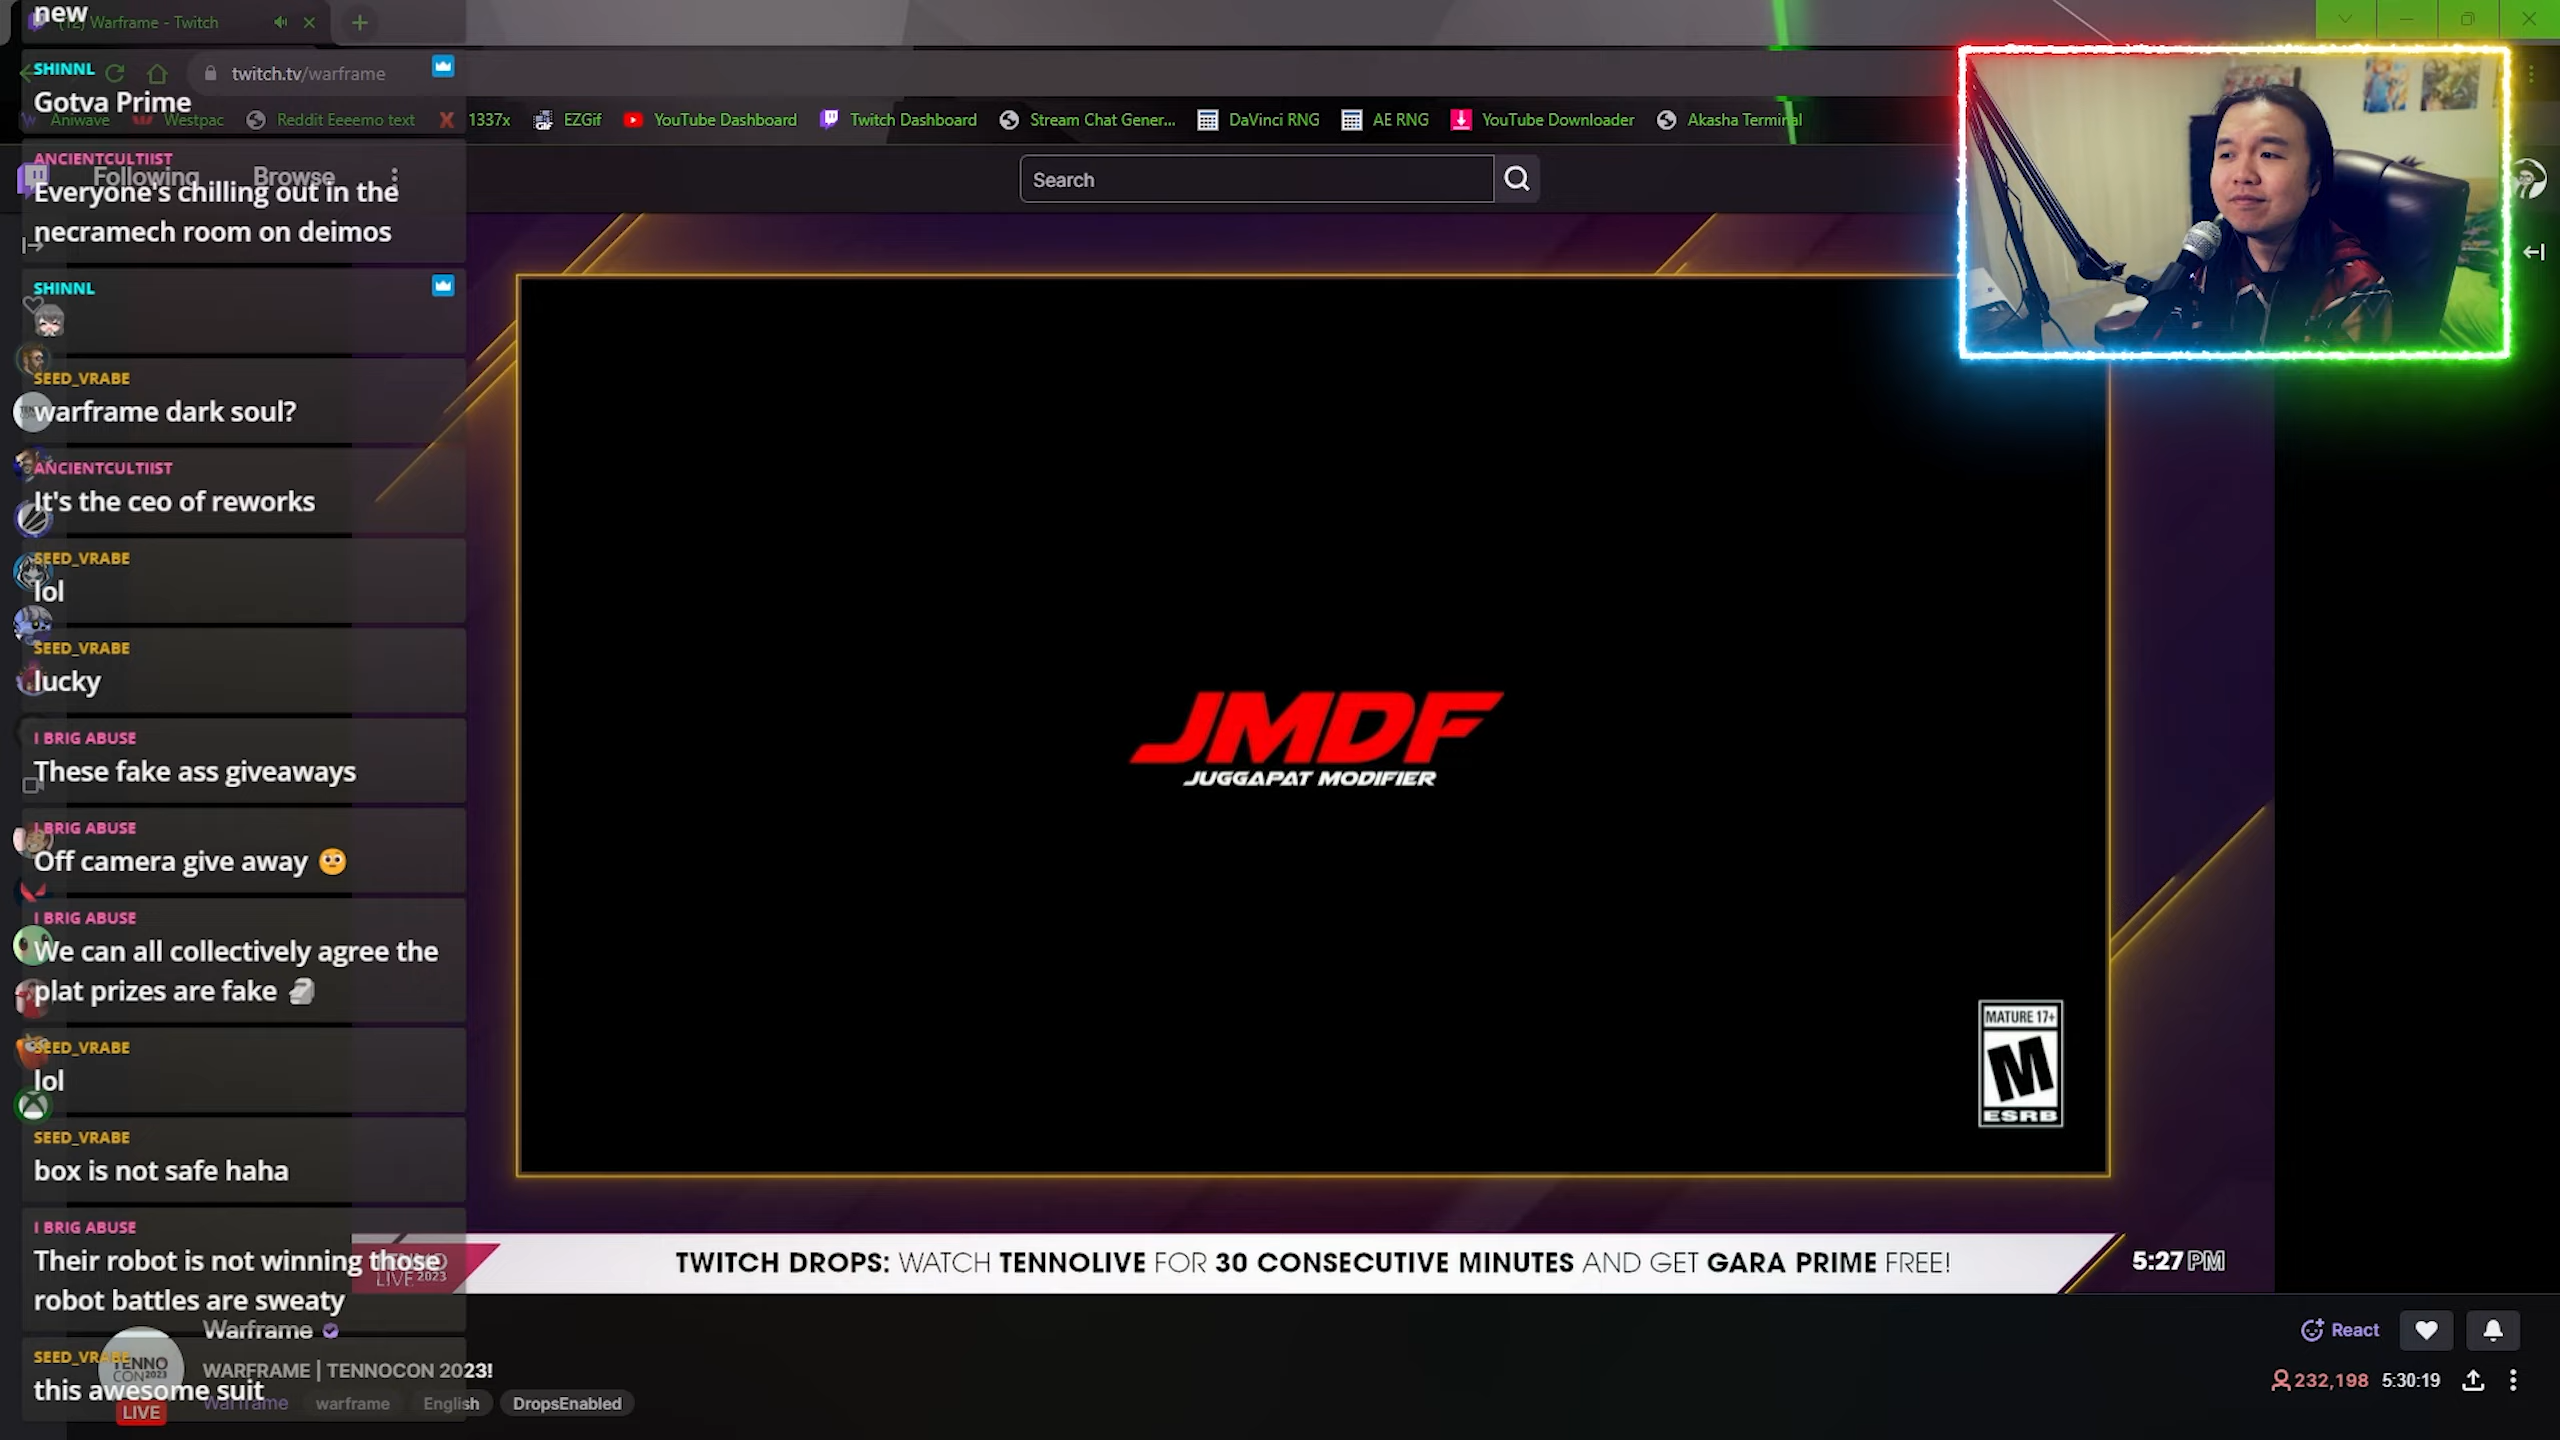 new
(12) Warframe - Twitch
twitch.tv/warframe
Aniwave
Westpac
Reddit Eeeemo text
1337x
EZGif
YouTube Dashboard
Twitch Dashboard
Stream Chat Gener...
DaVinci RNG
AE RNG
YouTube Downloader
Akasha Terminal
Following
Browse
Search
SHINNL
Gotva Prime
ANCIENTCULTIIST
Everyone's chilling out in the
necramech room on deimos
SHINNL
SEED_VRABE
warframe dark soul?
ANCIENTCULTIIST
It's the ceo of reworks
SEED_VRABE
lol
SEED_VRABE
lucky
I BRIG ABUSE
These fake ass giveaways
I BRIG ABUSE
Off camera give away
I BRIG ABUSE
We can all collectively agree the
plat prizes are fake
SEED_VRABE
lol
SEED_VRABE
box is not safe haha
I BRIG ABUSE
Their robot is not winning those
robot battles are sweaty
SEED_VRABE
this awesome suit
JMDF
JUGGAPAT MODIFIER
MATURE 17+
M
ESRB
LIVE 2023
TWITCH DROPS: WATCH TENNOLIVE FOR 30 CONSECUTIVE MINUTES AND GET GARA PRIME FREE!
5:27 PM
TENNO
CON2023
LIVE
Warframe
WARFRAME | TENNOCON 2023!
Warframe
warframe
English
DropsEnabled
React
232,198
5:30:19